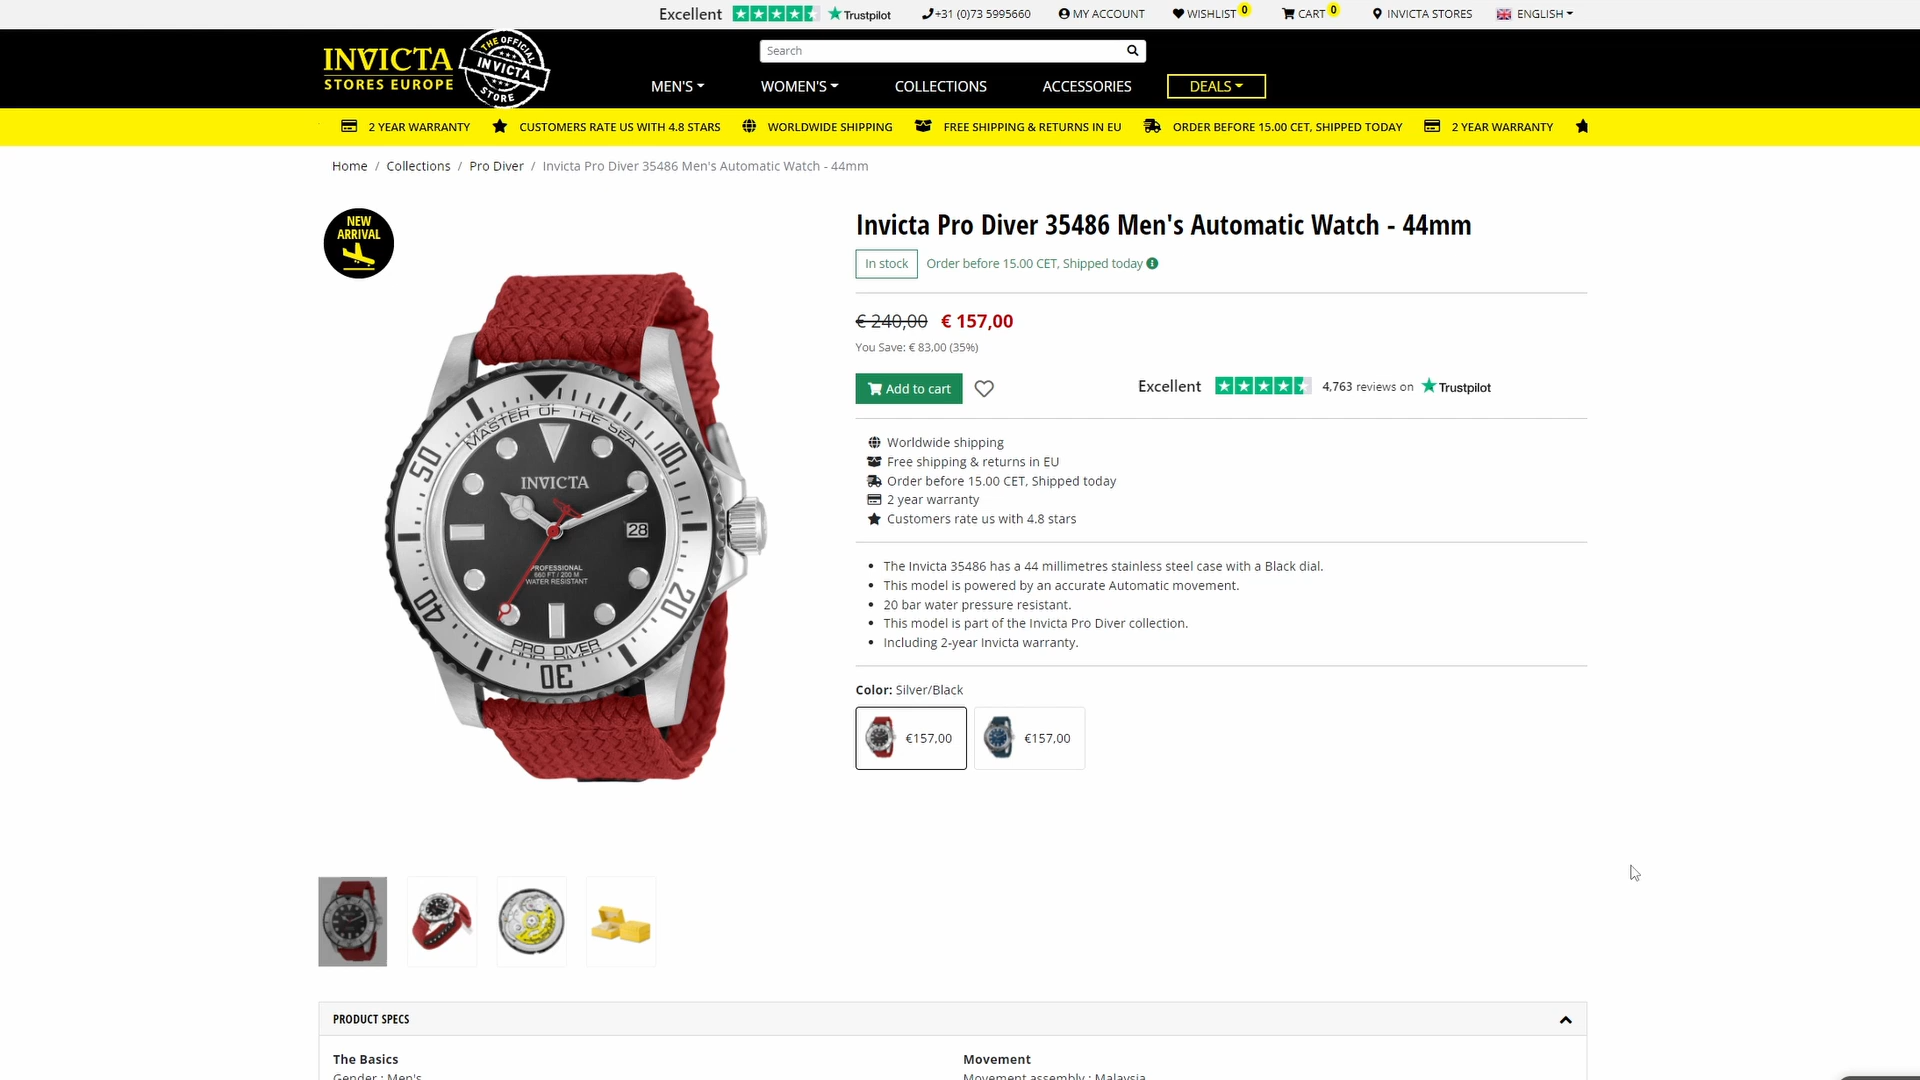 Excellent Trustpilot +31 (0)73 5995660 MY ACCOUNT WISHLIST 0 CART 0 INVICTA STORES ENGLISH
INVICTA
STORES EUROPE
THE OFFICIAL
INVICTA
STORE
Search
MEN'S WOMEN'S COLLECTIONS ACCESSORIES DEALS
2 YEAR WARRANTY CUSTOMERS RATE US WITH 4.8 STARS WORLDWIDE SHIPPING FREE SHIPPING & RETURNS IN EU ORDER BEFORE 15.00 CET, SHIPPED TODAY 2 YEAR WARRANTY
Home / Collections / Pro Diver / Invicta Pro Diver 35486 Men's Automatic Watch - 44mm
NEW
ARRIVAL
Invicta Pro Diver 35486 Men's Automatic Watch - 44mm
In stock Order before 15.00 CET, Shipped today
€ 240,00 € 157,00
You Save: € 83,00 (35%)
Add to cart
Excellent 4,763 reviews on Trustpilot
Worldwide shipping
Free shipping & returns in EU
Order before 15.00 CET, Shipped today
2 year warranty
Customers rate us with 4.8 stars
The Invicta 35486 has a 44 millimetres stainless steel case with a Black dial.
This model is powered by an accurate Automatic movement.
20 bar water pressure resistant.
This model is part of the Invicta Pro Diver collection.
Including 2-year Invicta warranty.
Color: Silver/Black
€157,00 €157,00
MASTER OF THE SEA
50 10
INVICTA
28
PROFESSIONAL
660 FT / 200 M
WATER RESISTANT
40 20
PRO DIVER
30
PRODUCT SPECS
The Basics
Gender : Men's
Movement
Movement assembly : Malaysia